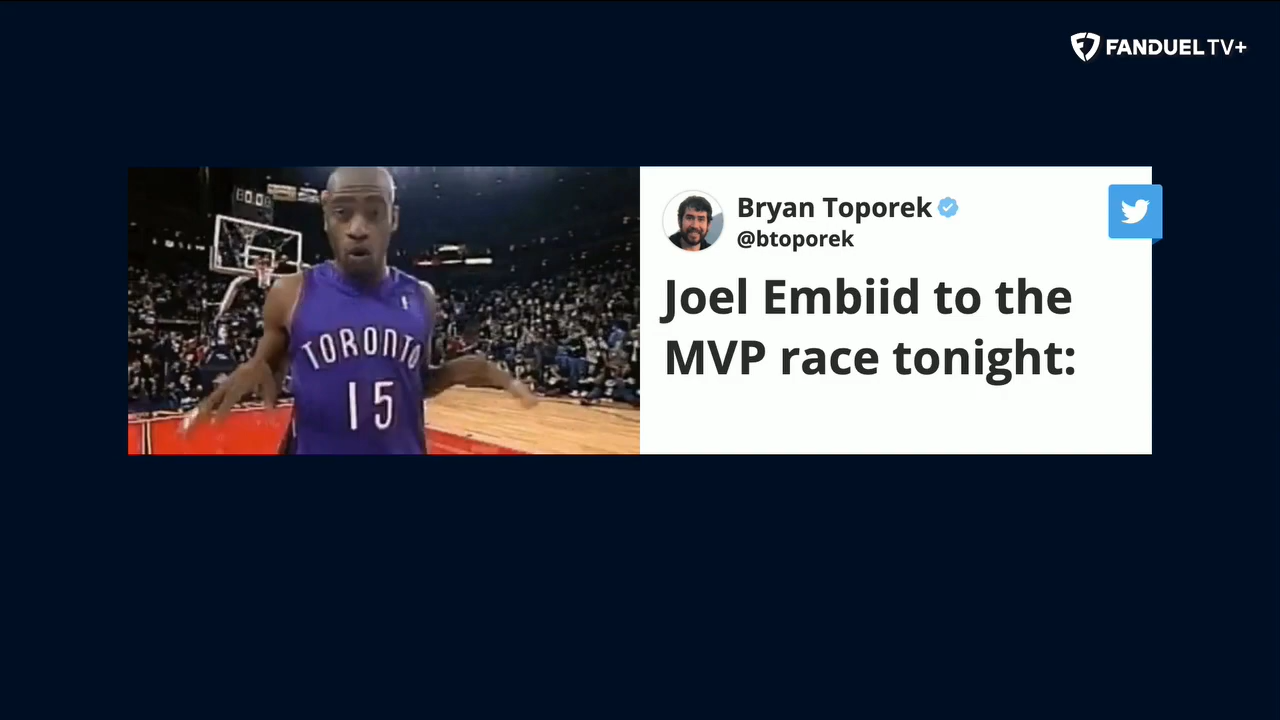 FANDUEL TV+
Bryan Toporek
@btoporek
Joel Embiid to the
MVP race tonight:
TORONTO
15